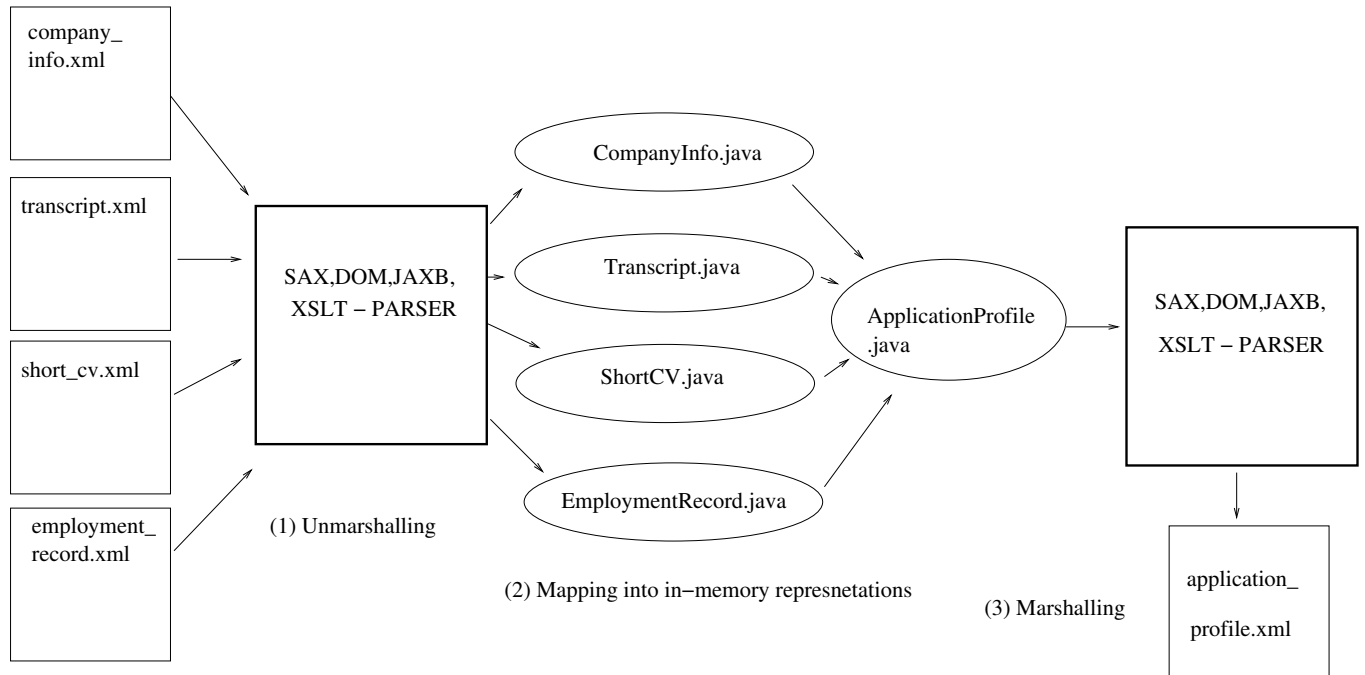 company_
info.xml
transcript.xml
short_cv.xml
employment_
record.xml
SAX,DOM,JAXB,
XSLT − PARSER
(1) Unmarshalling
CompanyInfo.java
Transcript.java
ShortCV.java
EmploymentRecord.java
(2) Mapping into in−memory represnetations
ApplicationProfile
.java
SAX,DOM,JAXB,
XSLT − PARSER
(3) Marshalling
application_
profile.xml